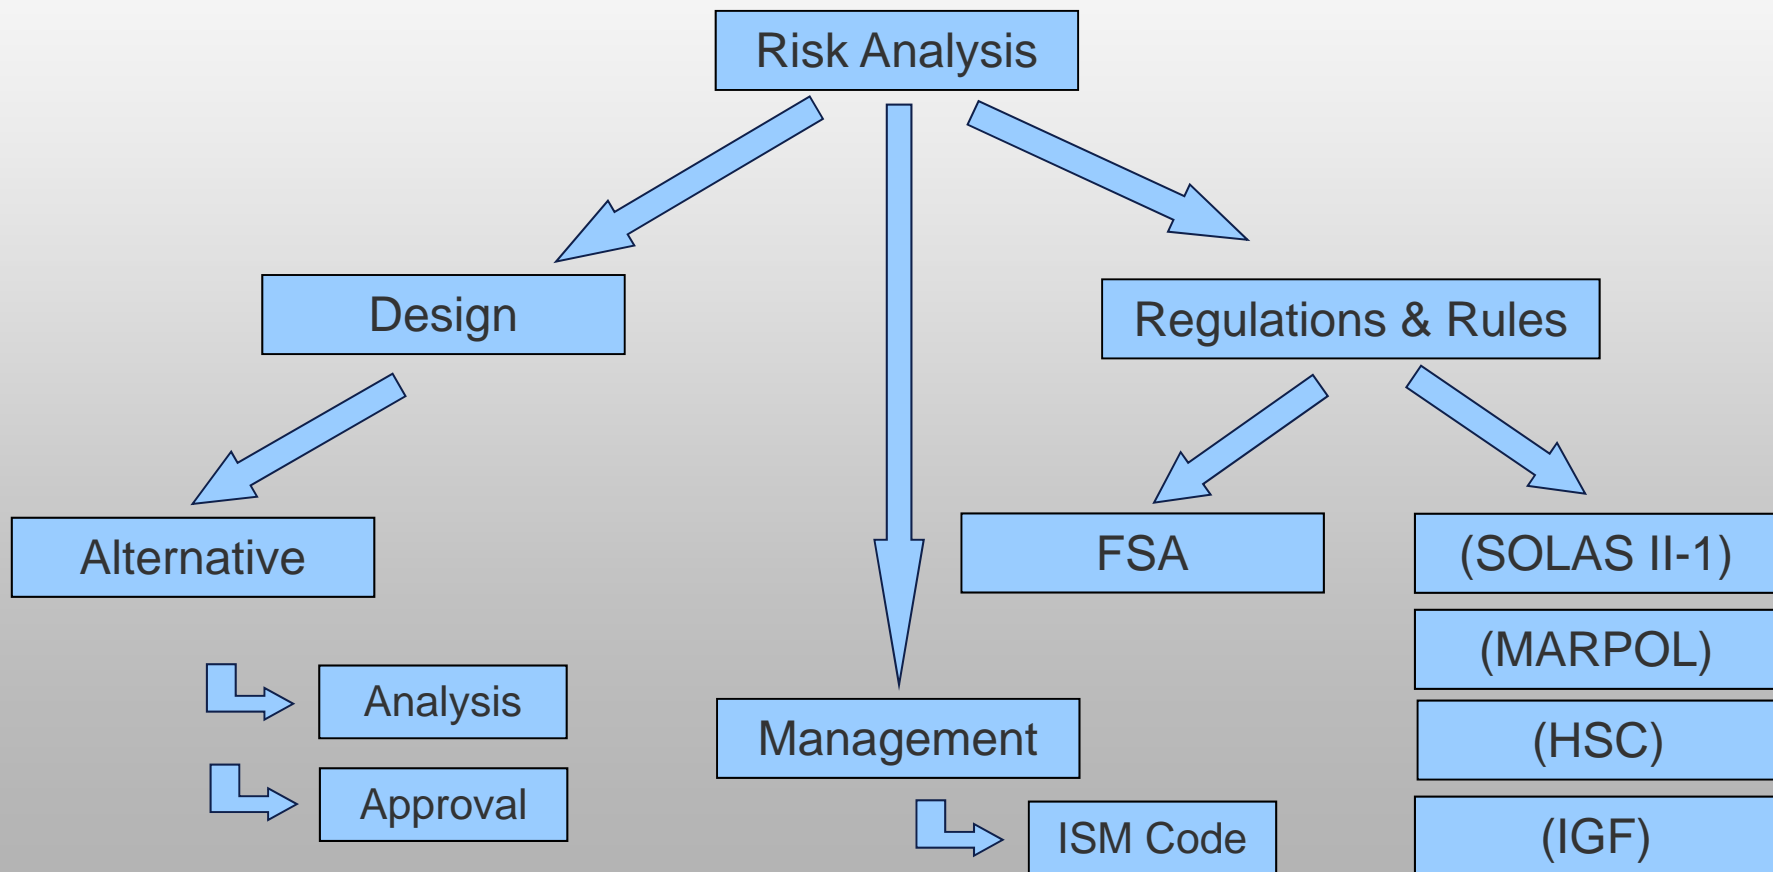 Risk Analysis
Design
Regulations & Rules
Alternative
FSA
(SOLAS II-1)
(MARPOL)
Analysis
Management
(HSC)
Approval
ISM Code
(IGF)